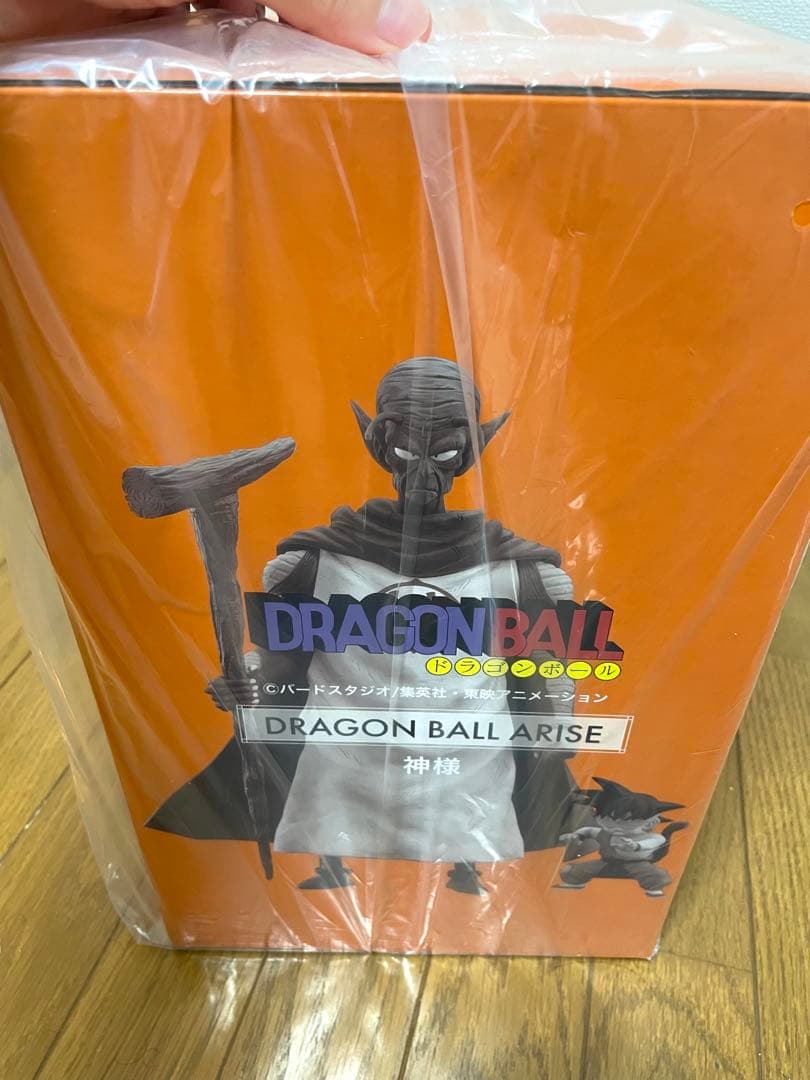 DRAGON BALL
ドラゴンボール
©バードスタジオ/集英社・東映アニメーション
DRAGON BALL ARISE
神様